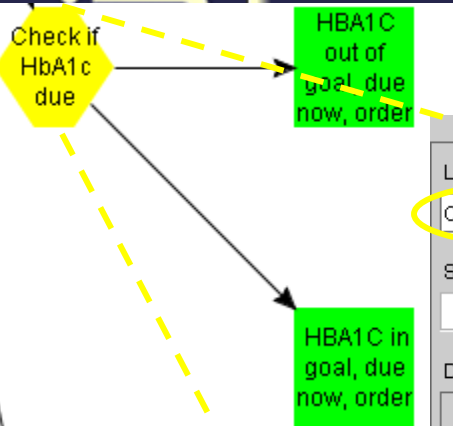 Check if
HbA1c
due
HBA1C
out of
goal, due
now, order
HBA1C in
goal, due
now, order
L
S
D